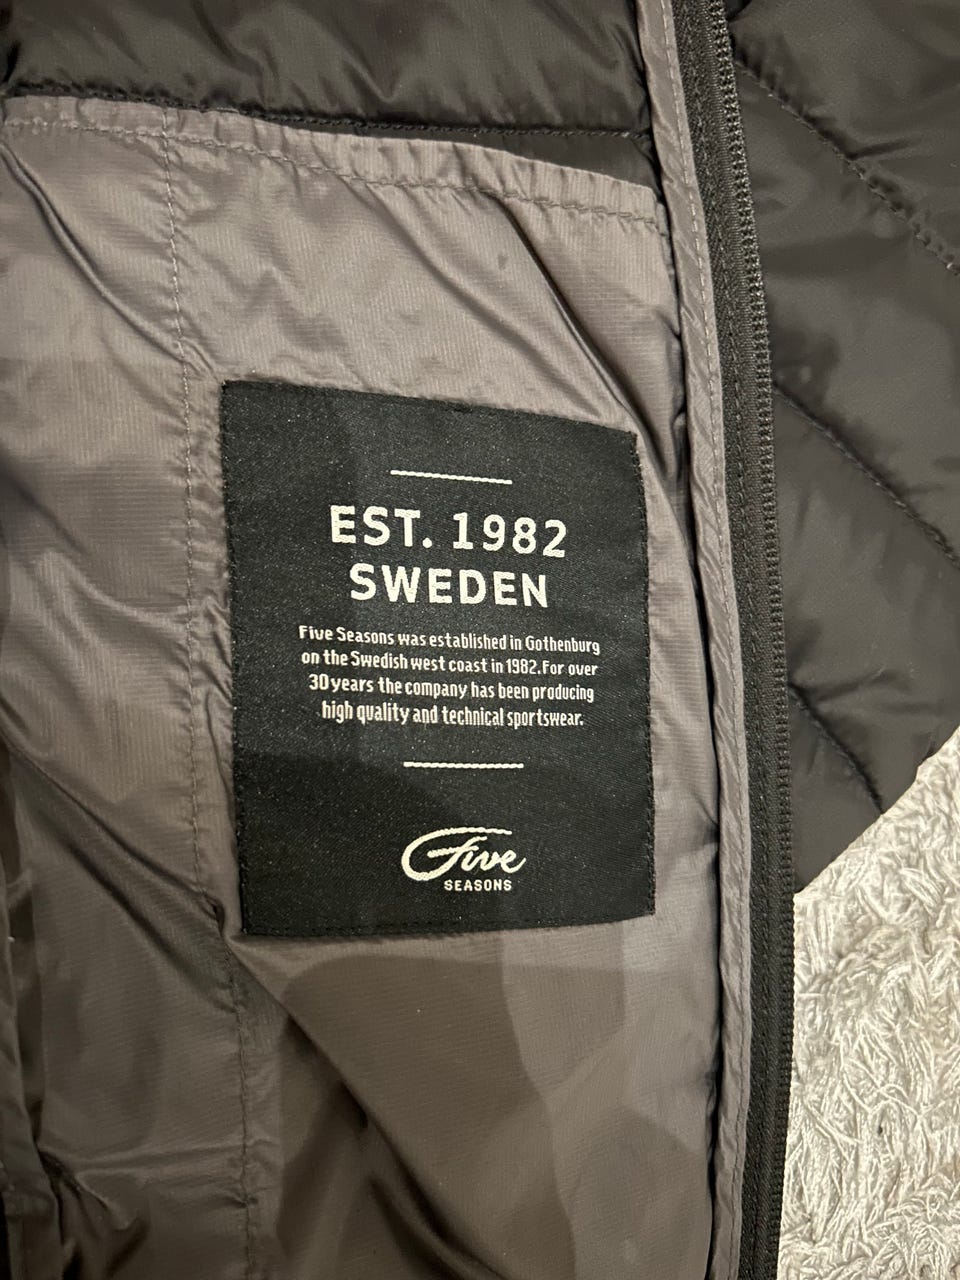 EST. 1982
SWEDEN
Five Seasons was established in Gothenburg
on the Swedish west coast in 1982.For over
30 years the company has been producing
high quality and technical sportswear.
Five
SEASONS